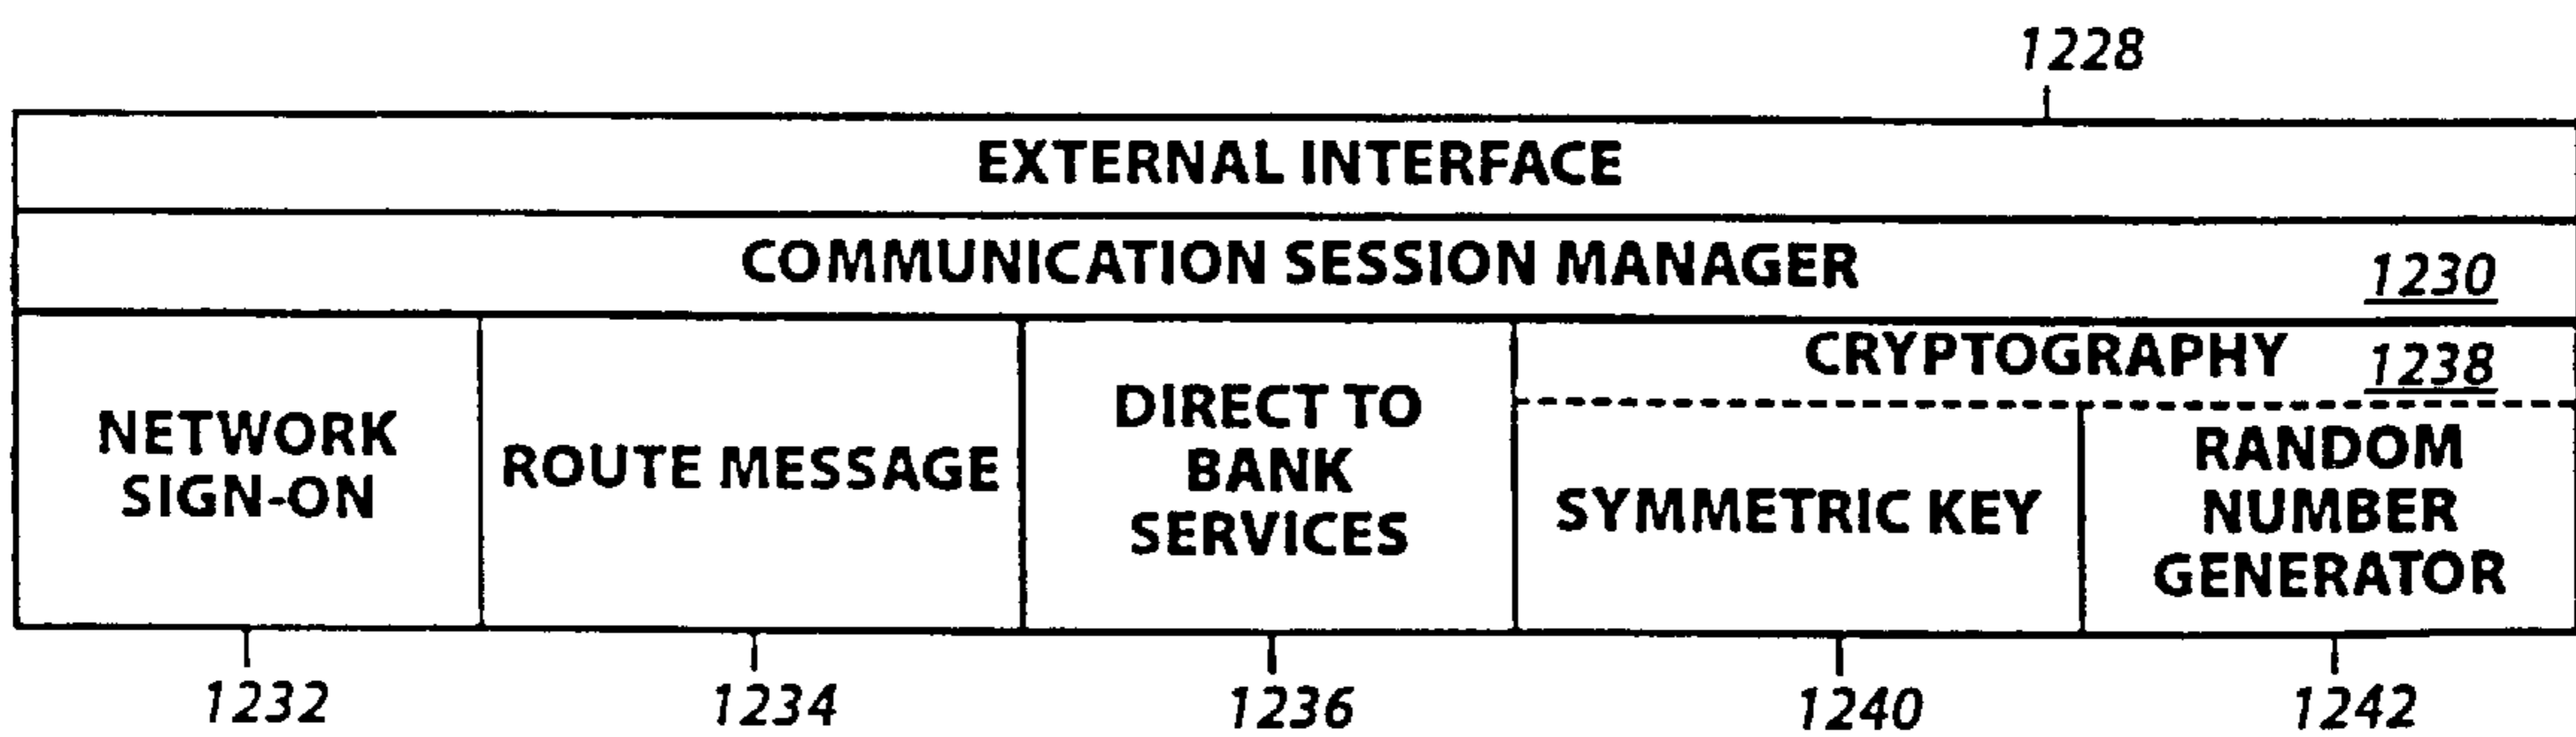 1228
EXTERNAL INTERFACE
COMMUNICATION SESSION MANAGER 1230
NETWORK
SIGN-ON
ROUTE MESSAGE
DIRECT TO
BANK
SERVICES
CRYPTOGRAPHY 1238
SYMMETRIC KEY
RANDOM
NUMBER
GENERATOR
1232
1234
1236
1240
1242